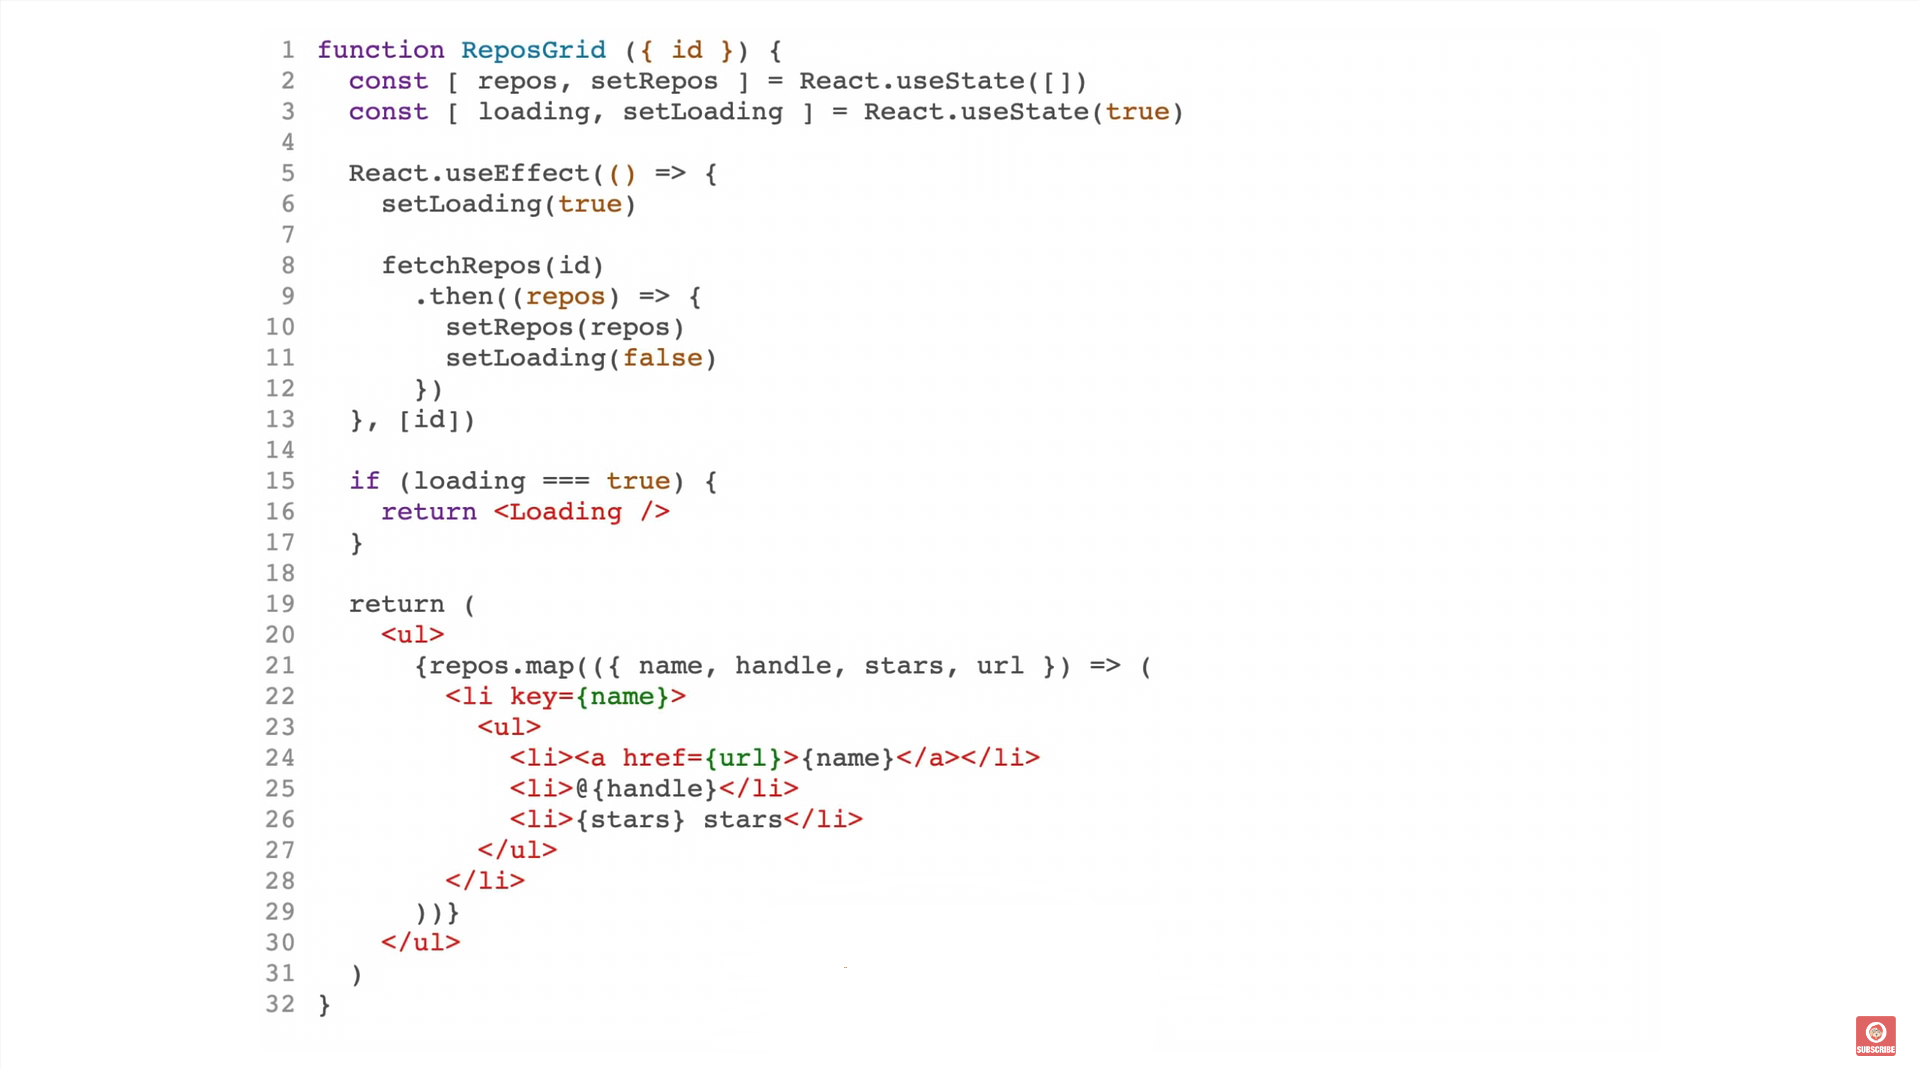 1 function ReposGrid ({ id }) {
2   const [ repos, setRepos ] = React.useState([])
3   const [ loading, setLoading ] = React.useState(true)
4
5   React.useEffect(() => {
6     setLoading(true)
7
8     fetchRepos(id)
9       .then((repos) => {
10         setRepos(repos)
11         setLoading(false)
12       })
13   }, [id])
14
15   if (loading === true) {
16     return <Loading />
17   }
18
19   return (
20     <ul>
21       {repos.map(({ name, handle, stars, url }) => (
22         <li key={name}>
23           <ul>
24             <li><a href={url}>{name}</a></li>
25             <li>@{handle}</li>
26             <li>{stars} stars</li>
27           </ul>
28         </li>
29       ))}
30     </ul>
31   )
32 }
SUBSCRIBE